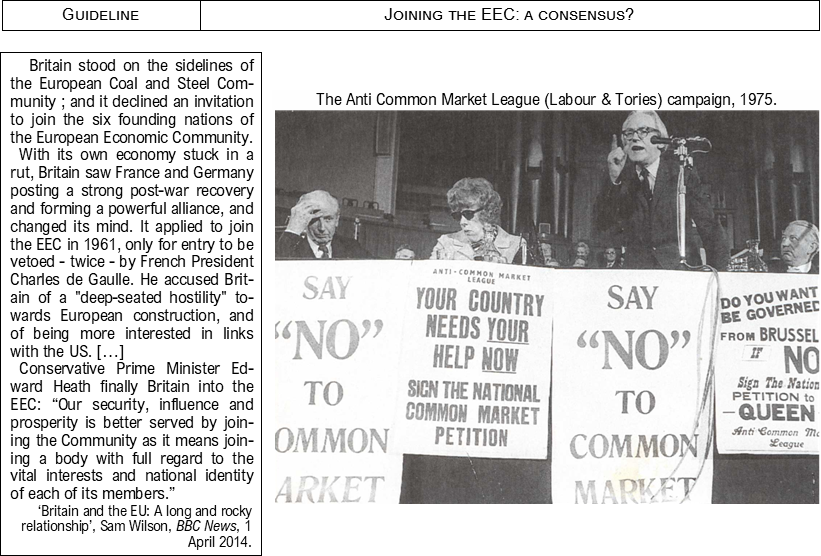 GUIDELINE
JOINING THE EEC: A CONSENSUS?
Britain stood on the sidelines of
the European Coal and Steel Com-
munity ; and it declined an invitation
to join the six founding nations of
the European Economic Community.
With its own economy stuck in a
rut, Britain saw France and Germany
posting a strong post-war recovery
and forming a powerful alliance, and
changed its mind. It applied to join
the EEC in 1961, only for entry to be
vetoed - twice - by French President
Charles de Gaulle. He accused Brit-
ain of a "deep-seated hostility" to-
wards European construction, and
of being more interested in links
with the US. […]
Conservative Prime Minister Ed-
ward Heath finally Britain into the
EEC: “Our security, influence and
prosperity is better served by join-
ing the Community as it means join-
ing a body with full regard to the
vital interests and national identity
of each of its members.”
‘Britain and the EU: A long and rocky
relationship’, Sam Wilson, BBC News, 1
April 2014.
The Anti Common Market League (Labour & Tories) campaign, 1975.
SAY
“NO”
TO
OMMON
ARKET
ANTI-COMMON MARKET
LEAGUE
YOUR COUNTRY
NEEDS YOUR
HELP NOW
SIGN THE NATIONAL
COMMON MARKET
PETITION
SAY
“NO”
TO
COMMON
MARKET
DO YOU WANT
BE GOVERNED
FROM BRUSSEL
IF NO
Sign The Nation
PETITION to
— QUEEN
Anti Common Ma
League